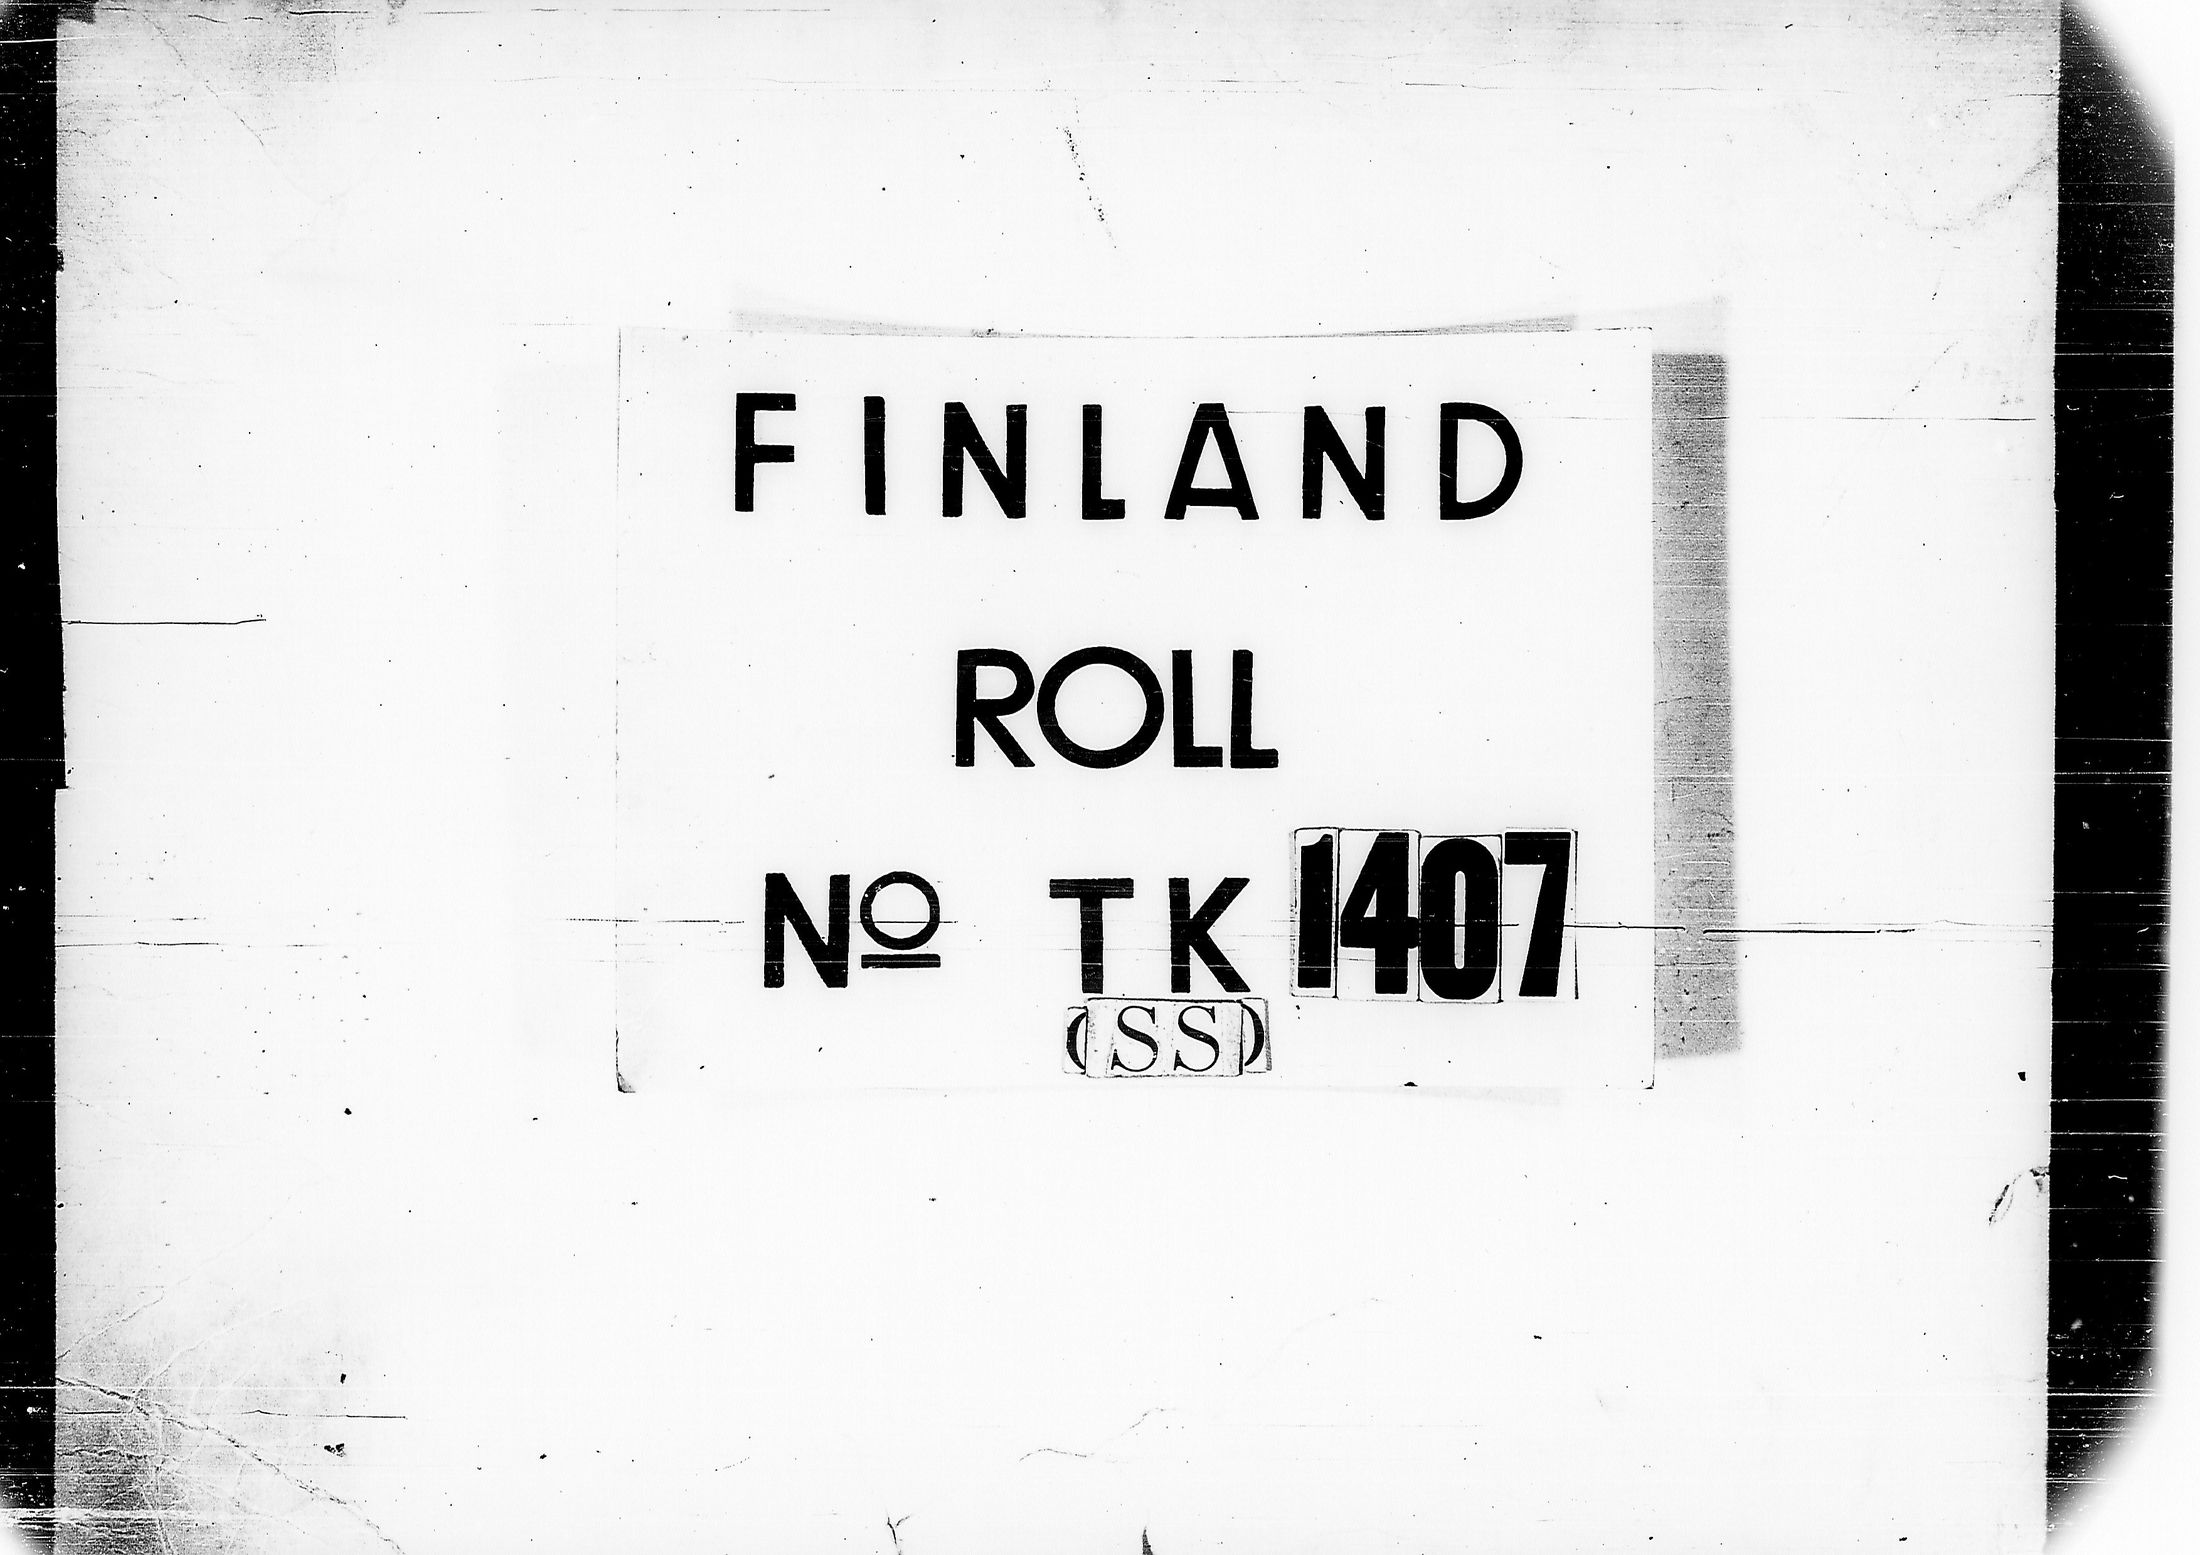 FINLAND
ROLL
Nº TK 1407
(SS)